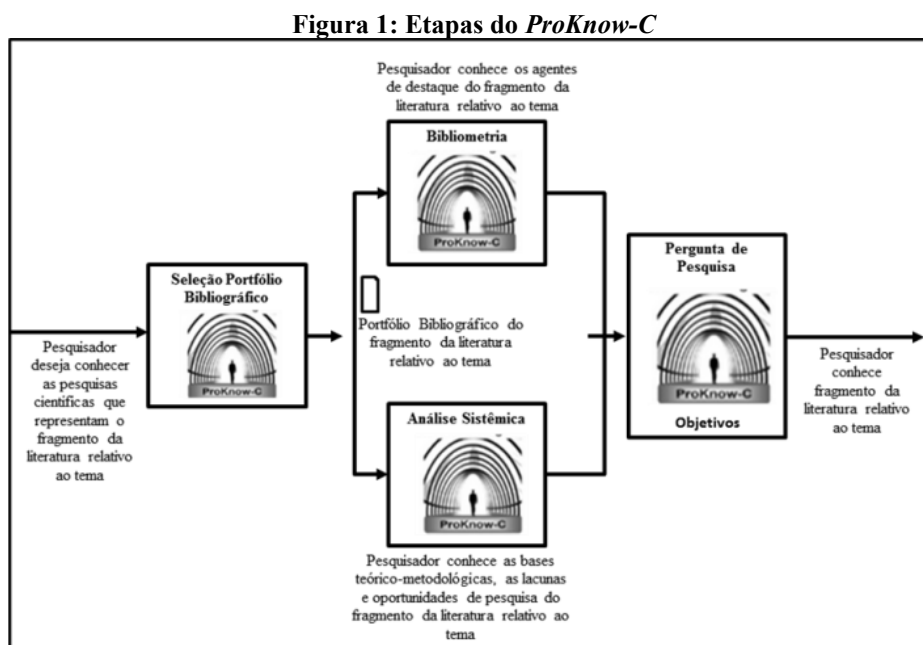 Figura 1: Etapas do ProKnow-C
Pesquisador conhece os agentes
de destaque do fragmento da
literatura relativo ao tema
Bibliometria
ProKnow-C
Seleção Portfólio
Bibliográfico
ProKnow-C
Pesquisador
deseja conhecer
as pesquisas
científicas que
representam o
fragmento da
literatura relativo
ao tema
Portfólio Bibliográfico do
fragmento da literatura
relativo ao tema
Análise Sistêmica
ProKnow-C
Pesquisador conhece as bases
teórico-metodológicas, as lacunas
e oportunidades de pesquisa do
fragmento da literatura relativo ao
tema
Pergunta de
Pesquisa
ProKnow-C
Objetivos
Pesquisador
conhece
fragmento da
literatura relativo
ao tema